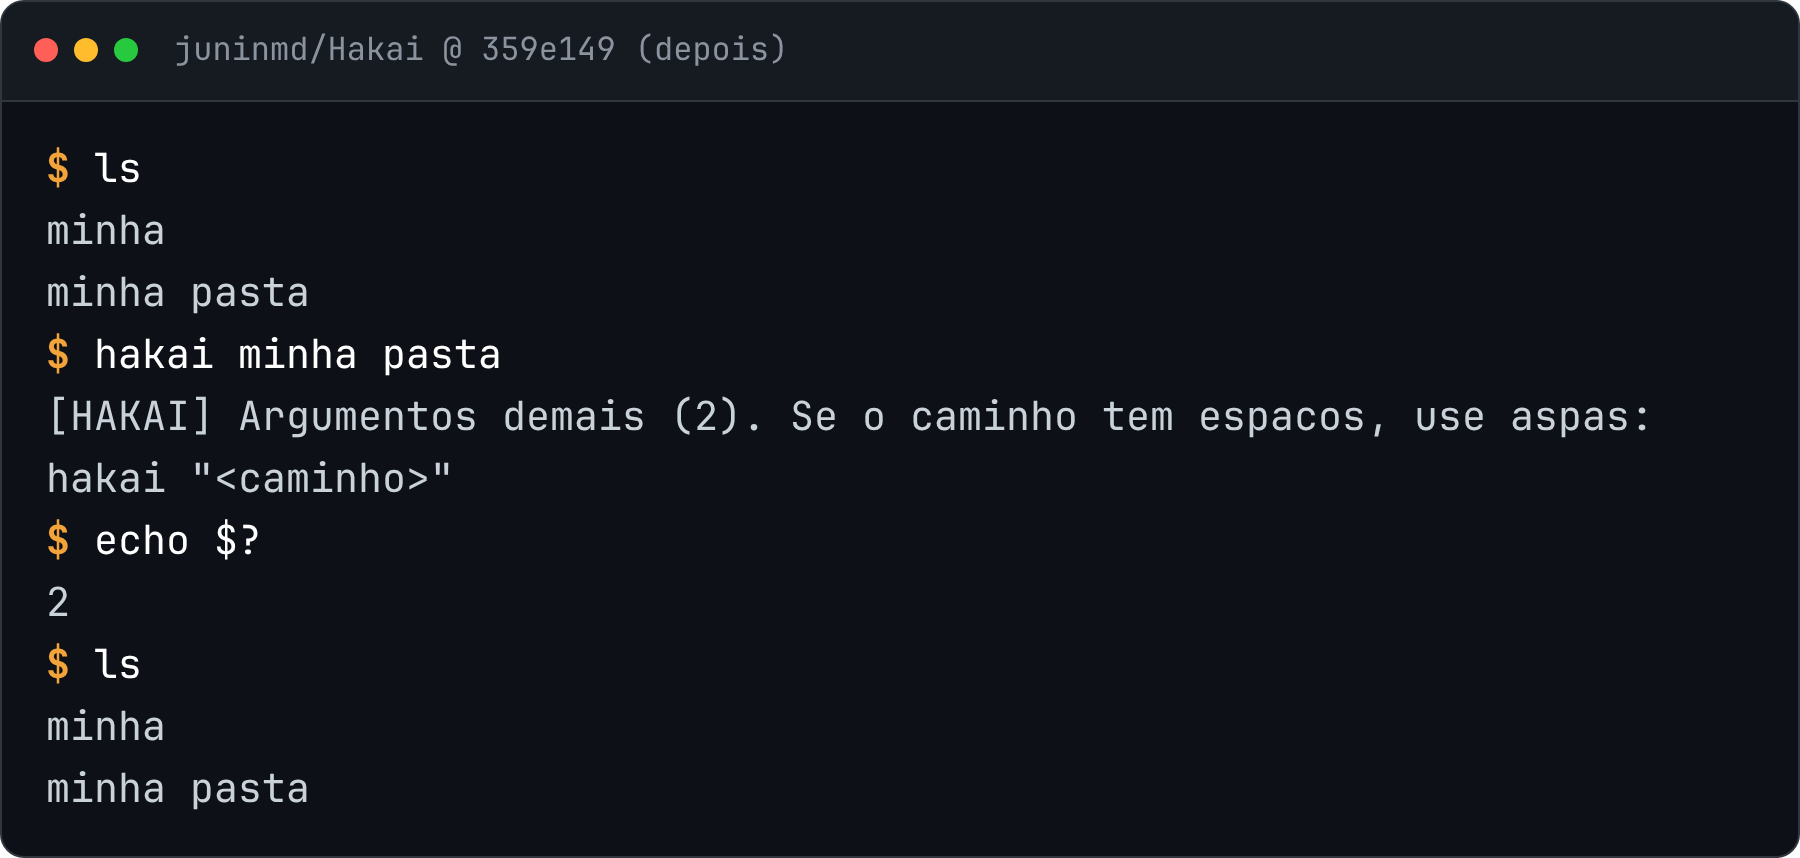 juninmd/Hakai @ 359e149 (depois)
$ ls
minha
minha pasta
$ hakai minha pasta
[HAKAI] Argumentos demais (2). Se o caminho tem espacos, use aspas:
hakai "<caminho>"
$ echo $?
2
$ ls
minha
minha pasta